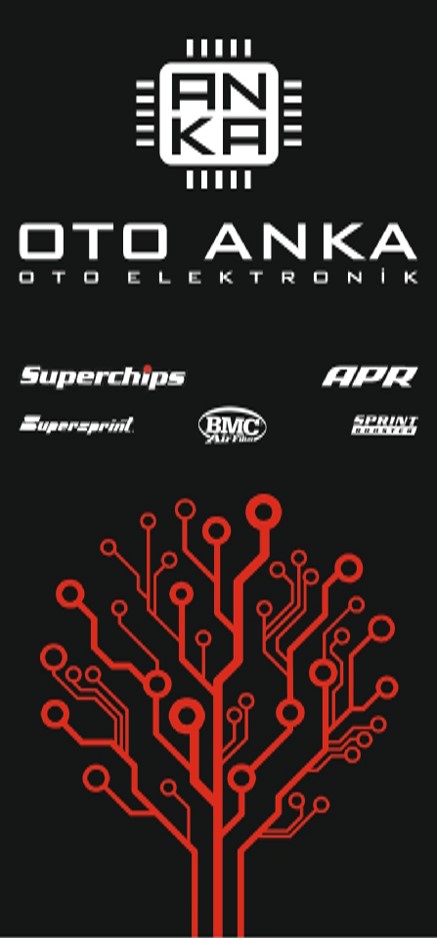 AN
KA
OTO ANKA
OTO ELEKTRONİK
Superchips APR
Supersprint BMC Air Filter SPRINT BOOSTER